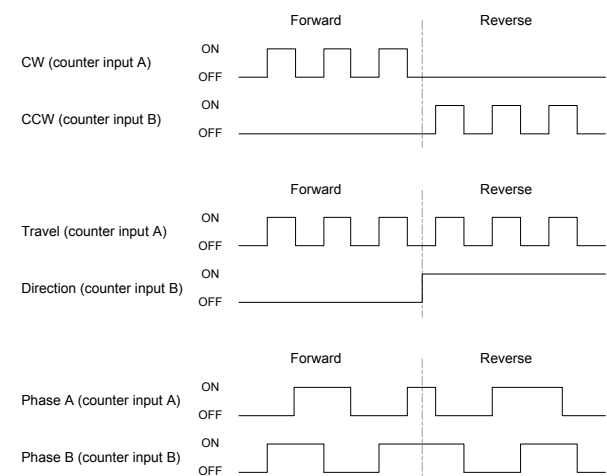 Forward Reverse
ON
CW (counter input A)
OFF
ON
CCW (counter input B)
OFF
Forward Reverse
ON
Travel (counter input A)
OFF
ON
Direction (counter input B)
OFF
Forward Reverse
ON
Phase A (counter input A)
OFF
ON
Phase B (counter input B)
OFF